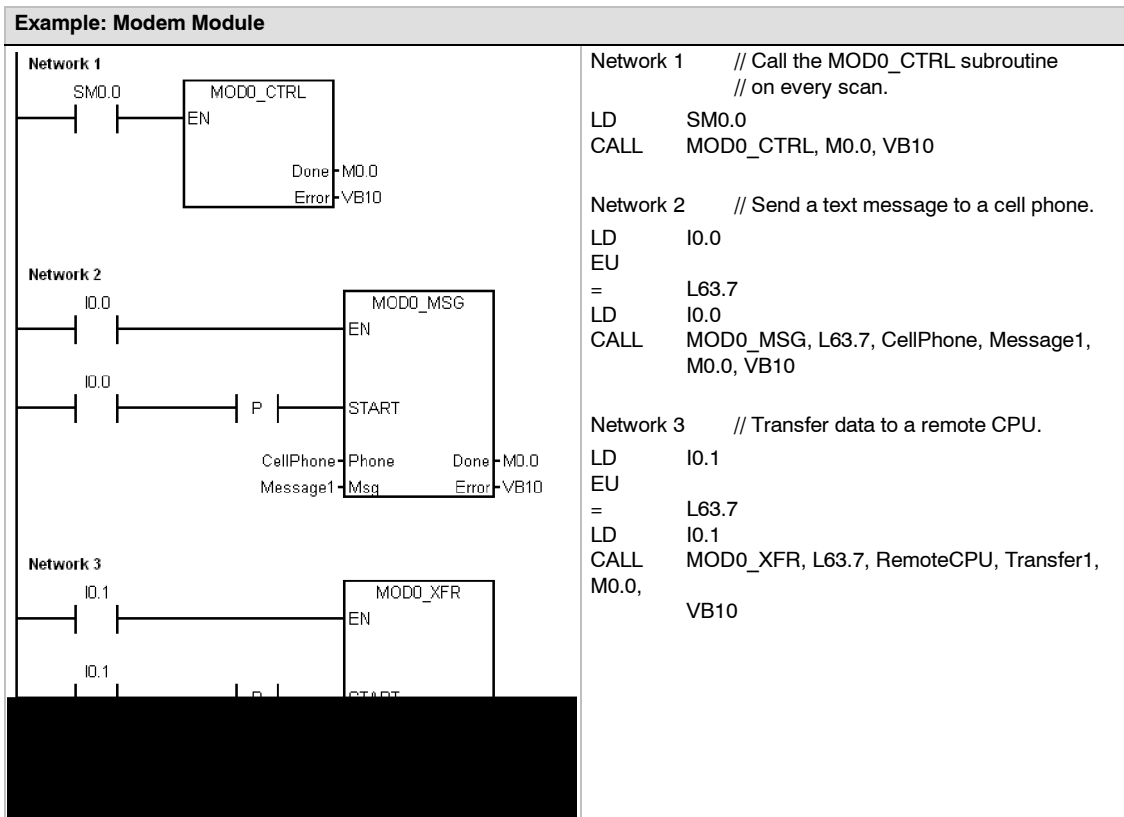 Example: Modem Module
Network 1
SM0.0
MOD0_CTRL
EN
Done M0.0
Error VB10
Network 2
I0.0
MOD0_MSG
EN
I0.0
P
START
CellPhone Phone Done M0.0
Message1 Msg Error VB10
Network 3
I0.1
MOD0_XFR
EN
I0.1
P
START
Network 1 // Call the MOD0_CTRL subroutine
// on every scan.
LD SM0.0
CALL MOD0_CTRL, M0.0, VB10
Network 2 // Send a text message to a cell phone.
LD I0.0
EU
= L63.7
LD I0.0
CALL MOD0_MSG, L63.7, CellPhone, Message1,
M0.0, VB10
Network 3 // Transfer data to a remote CPU.
LD I0.1
EU
= L63.7
LD I0.1
CALL MOD0_XFR, L63.7, RemoteCPU, Transfer1,
M0.0,
VB10